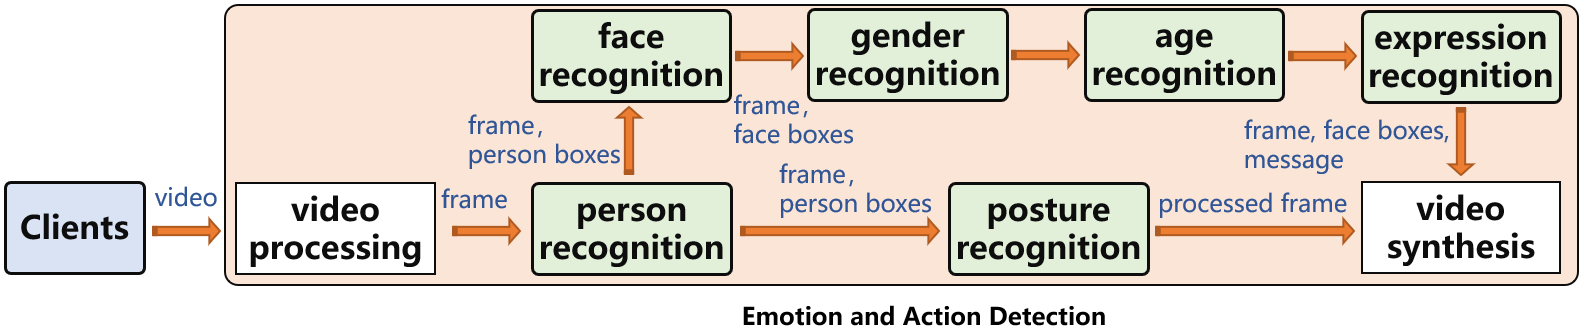 face
recognition
gender
recognition
age
recognition
expression
recognition
frame,
face boxes
frame,
person boxes
frame, face boxes,
message
Clients
video
video
processing
frame
person
recognition
frame,
person boxes
posture
recognition
processed frame
video
synthesis
Emotion and Action Detection